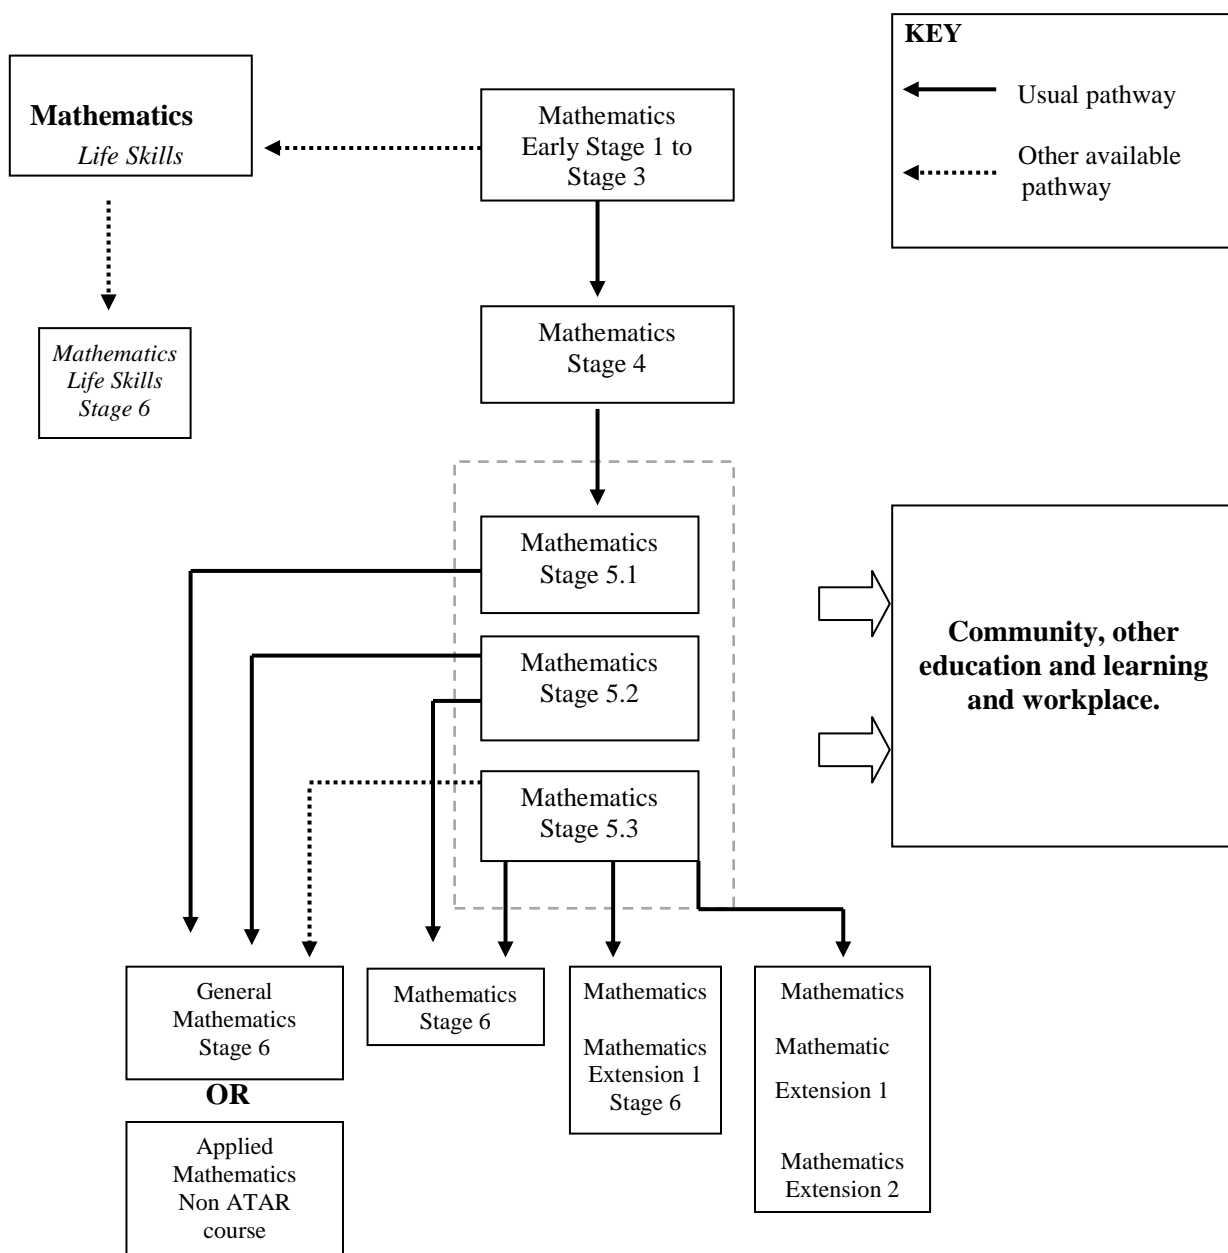 KEY
Usual pathway
Other available
pathway
Mathematics
Life Skills
Mathematics
Early Stage 1 to
Stage 3
Mathematics
Life Skills
Stage 6
Mathematics
Stage 4
Mathematics
Stage 5.1
Mathematics
Stage 5.2
Mathematics
Stage 5.3
Community, other
education and learning
and workplace.
General
Mathematics
Stage 6
OR
Applied
Mathematics
Non ATAR
course
Mathematics
Stage 6
Mathematics
Mathematics
Extension 1
Stage 6
Mathematics
Mathematic
Extension 1
Mathematics
Extension 2